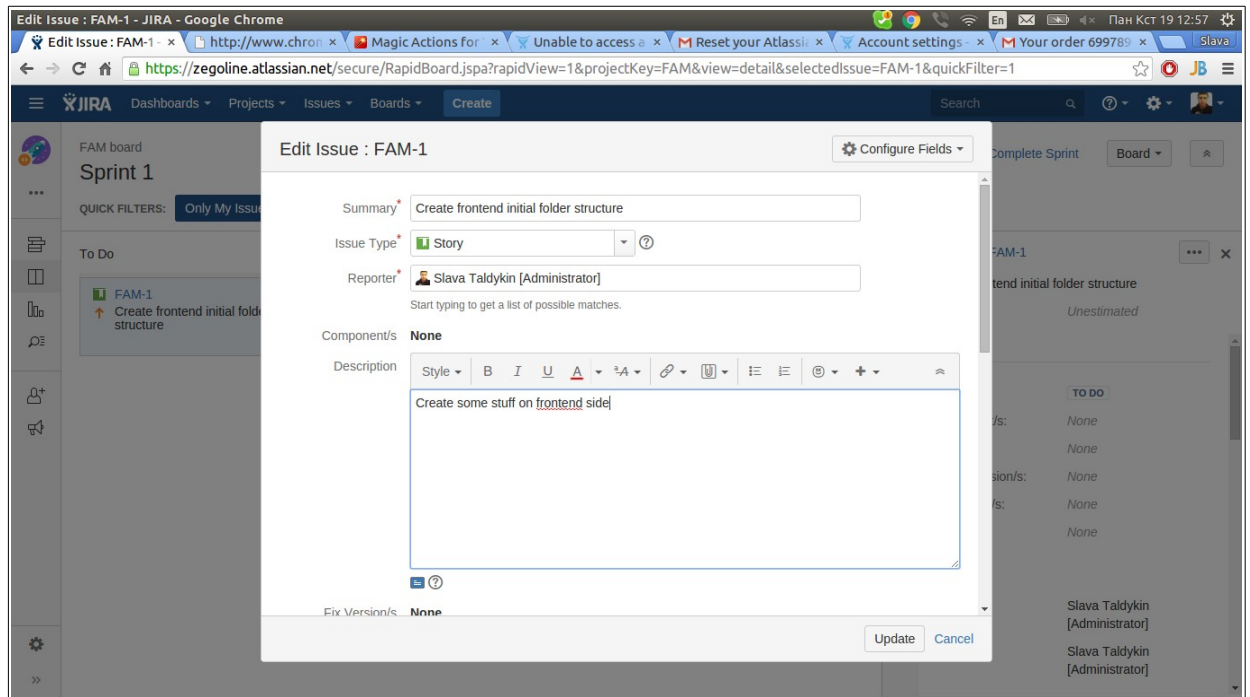 Edit Issue : FAM-1 - JIRA - Google Chrome
En
Пан Кст 19 12:57
Edit Issue : FAM-1 -
http://www.chron
Magic Actions for
Unable to access a
Reset your Atlassia
Account settings -
Your order 699789
Slava
https://zegoline.atlassian.net/secure/RapidBoard.jspa?rapidView=1&projectKey=FAM&view=detail&selectedIssue=FAM-1&quickFilter=1
JB
JIRA
Dashboards
Projects
Issues
Boards
Create
Search
FAM board
Sprint 1
QUICK FILTERS:
Only My Issue
Complete Sprint
Board
To Do
FAM-1
Create frontend initial folde
structure
Edit Issue : FAM-1
Configure Fields
Summary*
Create frontend initial folder structure
Issue Type*
Story
Reporter*
Slava Taldykin [Administrator]
Start typing to get a list of possible matches.
Component/s
None
Description
Style
B
I
U
A
ªA
Create some stuff on frontend side
Fix Version/s
None
Update
Cancel
FAM-1
tend initial folder structure
Unestimated
TO DO
/s:
None
None
sion/s:
None
/s:
None
None
Slava Taldykin
[Administrator]
Slava Taldykin
[Administrator]